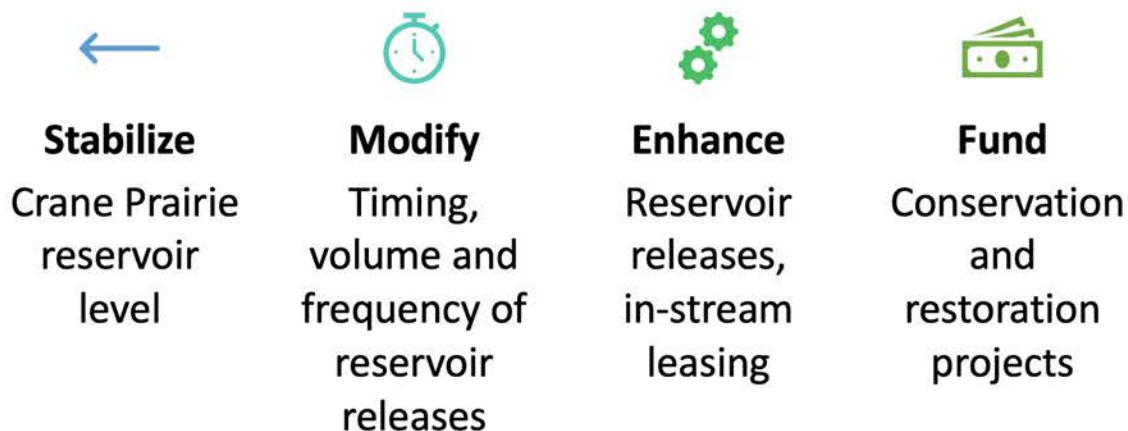 Stabilize
Crane Prairie
reservoir
level
Modify
Timing,
volume and
frequency of
reservoir
releases
Enhance
Reservoir
releases,
in-stream
leasing
Fund
Conservation
and
restoration
projects